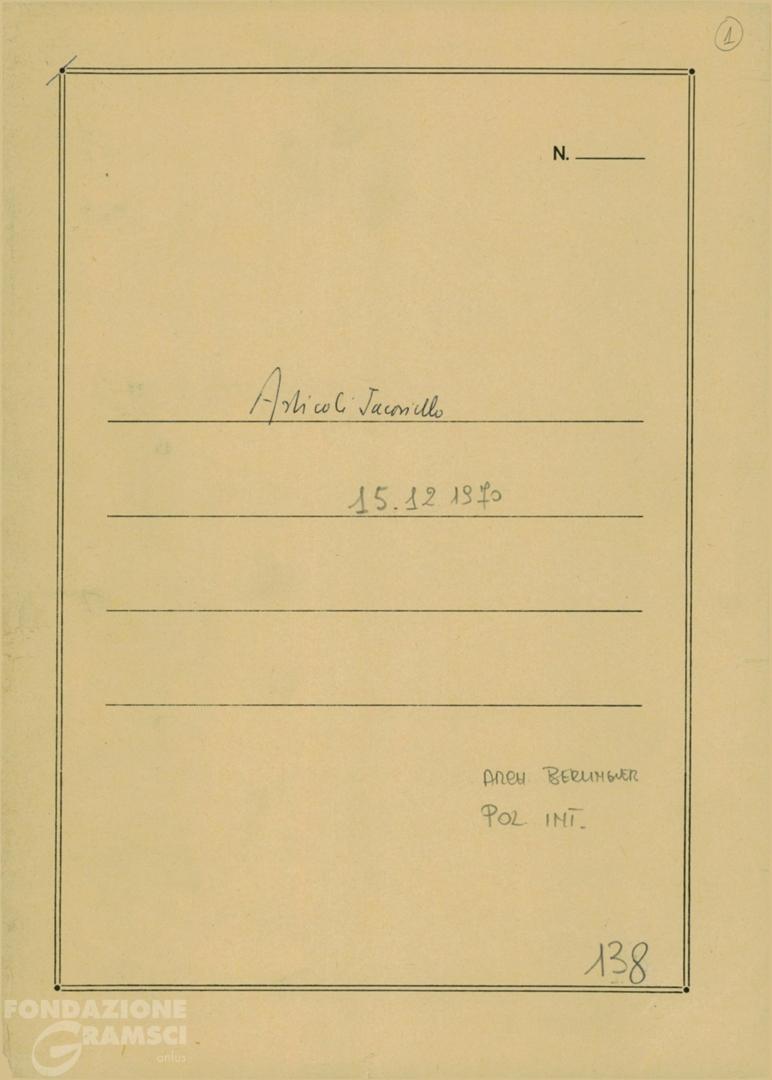 1
N.
Articoli Jacoviello
15.12 1970
ARCH BERLINGUER
POL INT.
138
FONDAZIONE
GRAMSCI
onlus